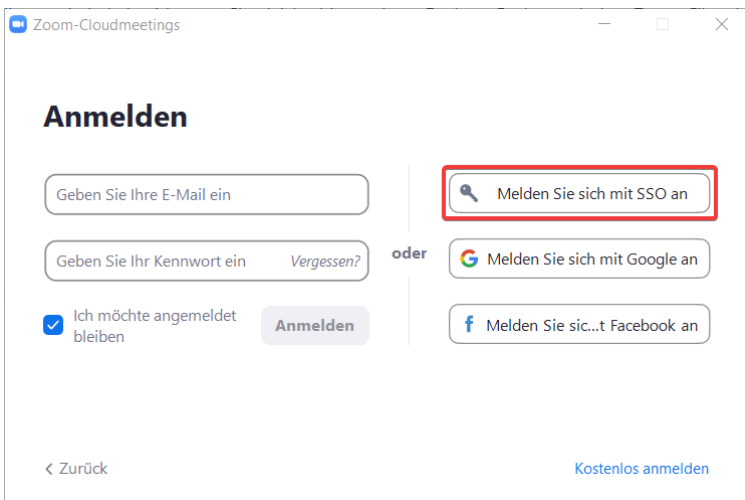 Zoom-Cloudmeetings
Anmelden
Geben Sie Ihre E-Mail ein
Geben Sie Ihr Kennwort ein Vergessen?
Ich möchte angemeldet
bleiben
Anmelden
oder
Melden Sie sich mit SSO an
Melden Sie sich mit Google an
Melden Sie sic...t Facebook an
Zurück
Kostenlos anmelden